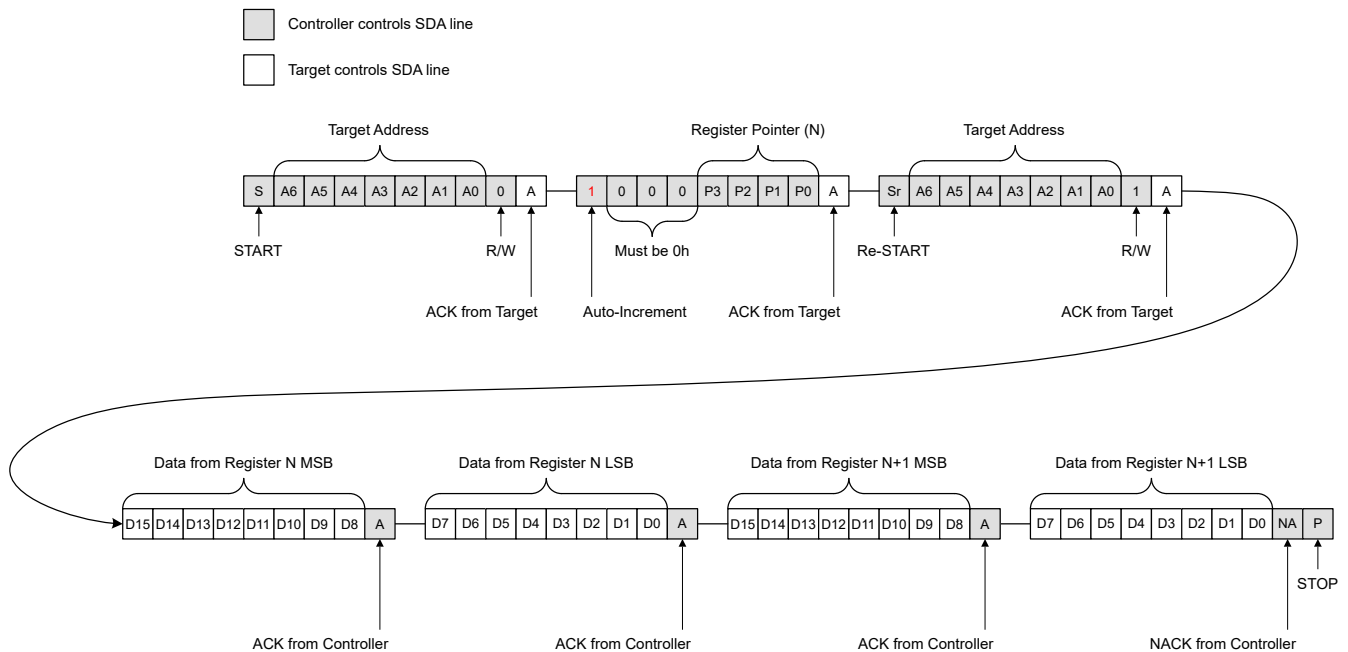 Controller controls SDA line
Target controls SDA line
Target Address Register Pointer (N) Target Address
S A6 A5 A4 A3 A2 A1 A0 0 A 1 0 0 0 P3 P2 P1 P0 A Sr A6 A5 A4 A3 A2 A1 A0 1 A
START R/W Must be 0h Re-START R/W
ACK from Target Auto-Increment ACK from Target ACK from Target
Data from Register N MSB Data from Register N LSB Data from Register N+1 MSB Data from Register N+1 LSB
D15 D14 D13 D12 D11 D10 D9 D8 A D7 D6 D5 D4 D3 D2 D1 D0 A D15 D14 D13 D12 D11 D10 D9 D8 A D7 D6 D5 D4 D3 D2 D1 D0 NA P
STOP
ACK from Controller ACK from Controller ACK from Controller NACK from Controller